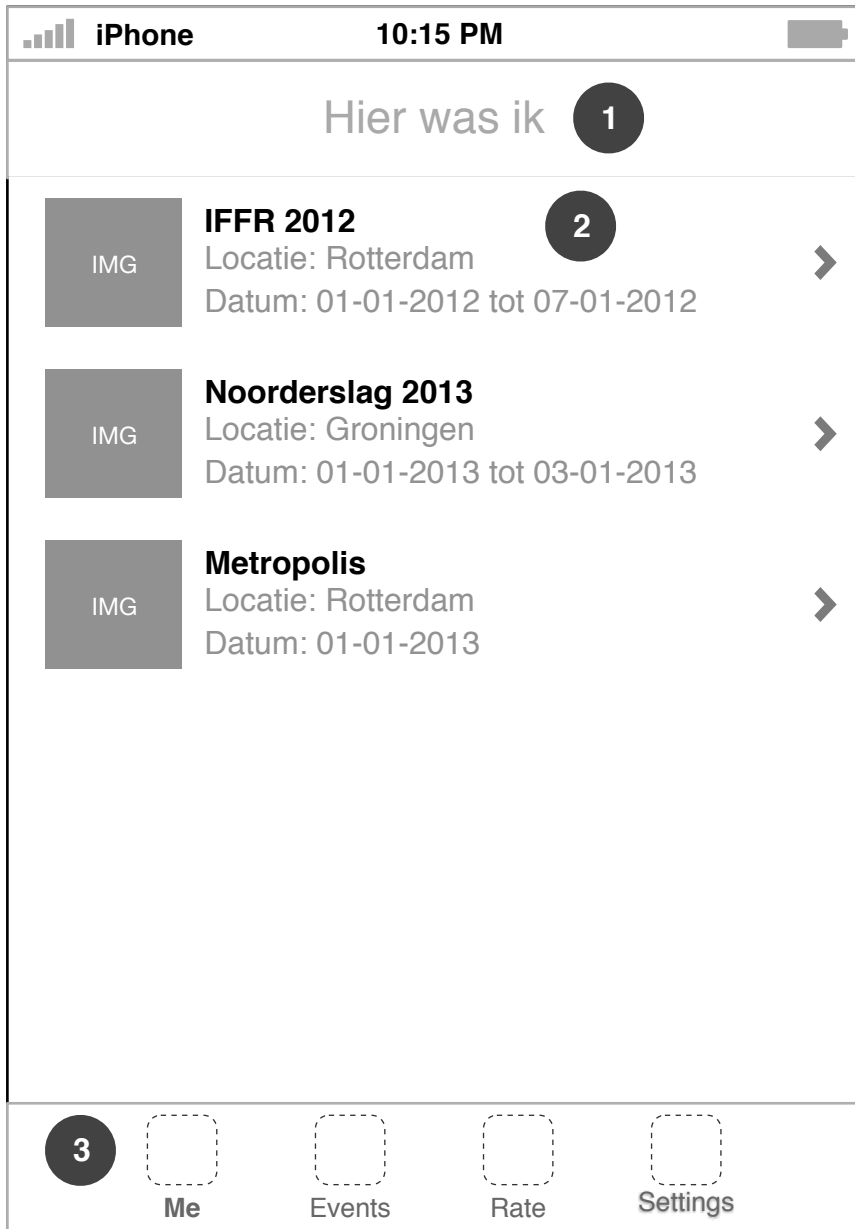 iPhone 10:15 PM
Hier was ik 1
IFFR 2012 2
IMG
Locatie: Rotterdam
Datum: 01-01-2012 tot 07-01-2012
Noorderslag 2013
IMG
Locatie: Groningen
Datum: 01-01-2013 tot 03-01-2013
Metropolis
IMG
Locatie: Rotterdam
Datum: 01-01-2013
3
Me Events Rate Settings